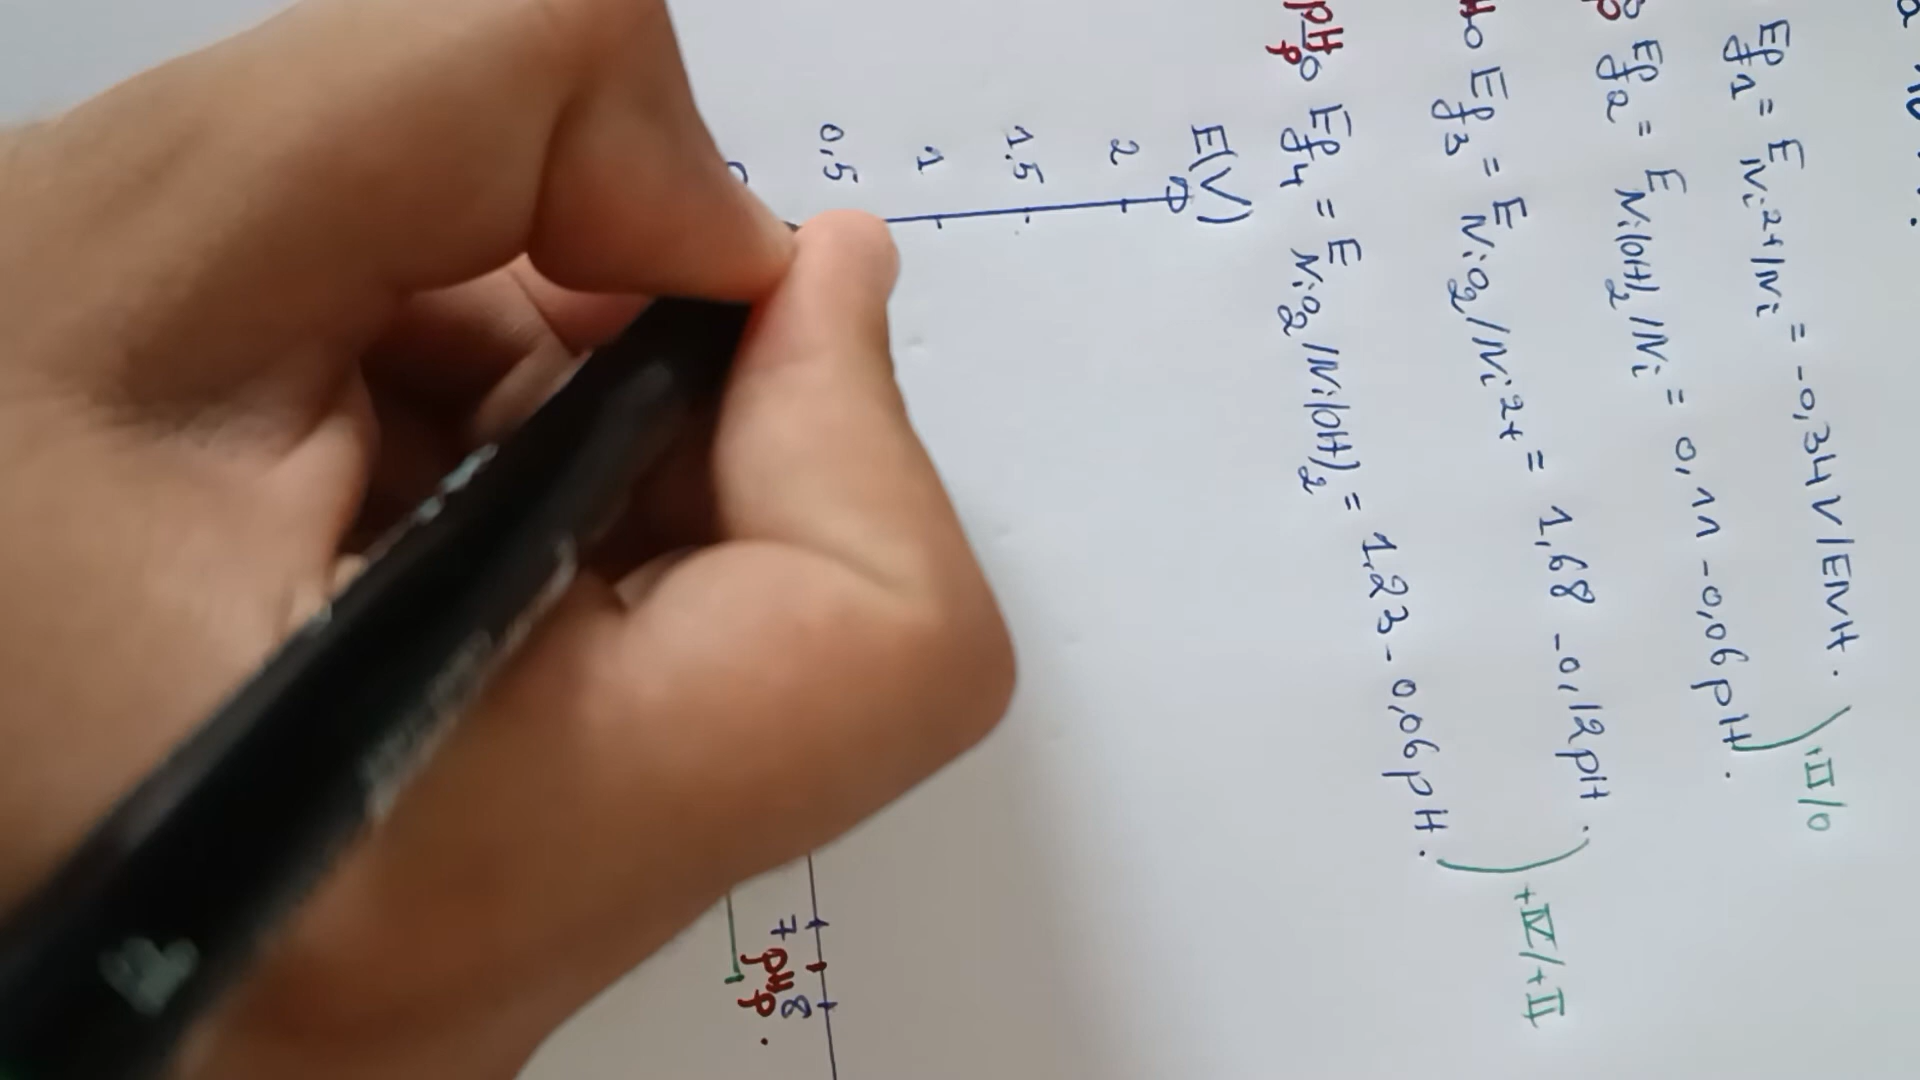 Ef1 = E Ni2+/Ni = -0,34V/ENH. +II/0
Ef2 = E Ni(OH)2/Ni = 0,11 - 0,06pH.
Ef3 = E NiO2/Ni2+ = 1,68 - 0,12pH. +IV/+II
pHp Ef4 = E NiO2/Ni(OH)2 = 1,23 - 0,06pH.
E(V)
2
1,5
1
0,5
7 pHp 8